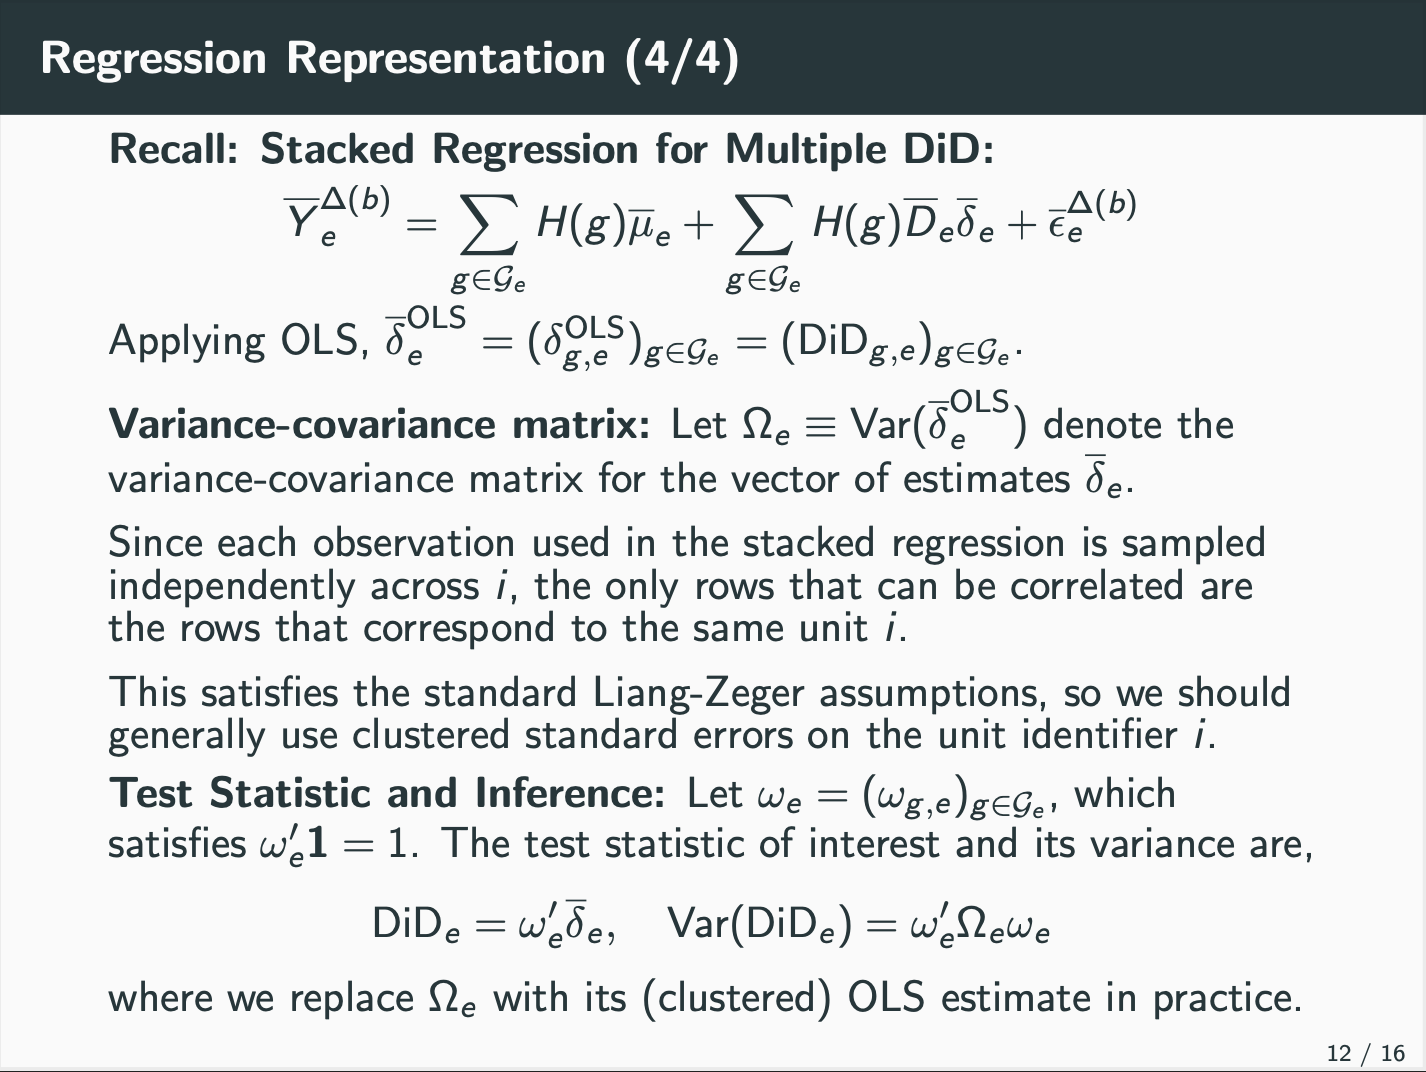 Regression Representation (4/4)
Recall: Stacked Regression for Multiple DiD:
$\overline{Y}_e^{\Delta(b)} = \sum_{g \in \mathcal{G}_e} H(g)\overline{\mu}_e + \sum_{g \in \mathcal{G}_e} H(g)\overline{D}_e\overline{\delta}_e + \overline{\epsilon}_e^{\Delta(b)}$
Applying OLS, $\overline{\delta}_e^{\text{OLS}} = (\delta_{g,e}^{\text{OLS}})_{g \in \mathcal{G}_e} = (\text{DiD}_{g,e})_{g \in \mathcal{G}_e}$.
Variance-covariance matrix: Let $\Omega_e \equiv \text{Var}(\overline{\delta}_e^{\text{OLS}})$ denote the
variance-covariance matrix for the vector of estimates $\overline{\delta}_e$.
Since each observation used in the stacked regression is sampled
independently across $i$, the only rows that can be correlated are
the rows that correspond to the same unit $i$.
This satisfies the standard Liang-Zeger assumptions, so we should
generally use clustered standard errors on the unit identifier $i$.
Test Statistic and Inference: Let $\omega_e = (\omega_{g,e})_{g \in \mathcal{G}_e}$, which
satisfies $\omega_e' \mathbf{1} = 1$. The test statistic of interest and its variance are,
$\text{DiD}_e = \omega_e' \overline{\delta}_e, \quad \text{Var}(\text{DiD}_e) = \omega_e' \Omega_e \omega_e$
where we replace $\Omega_e$ with its (clustered) OLS estimate in practice.
12 / 16